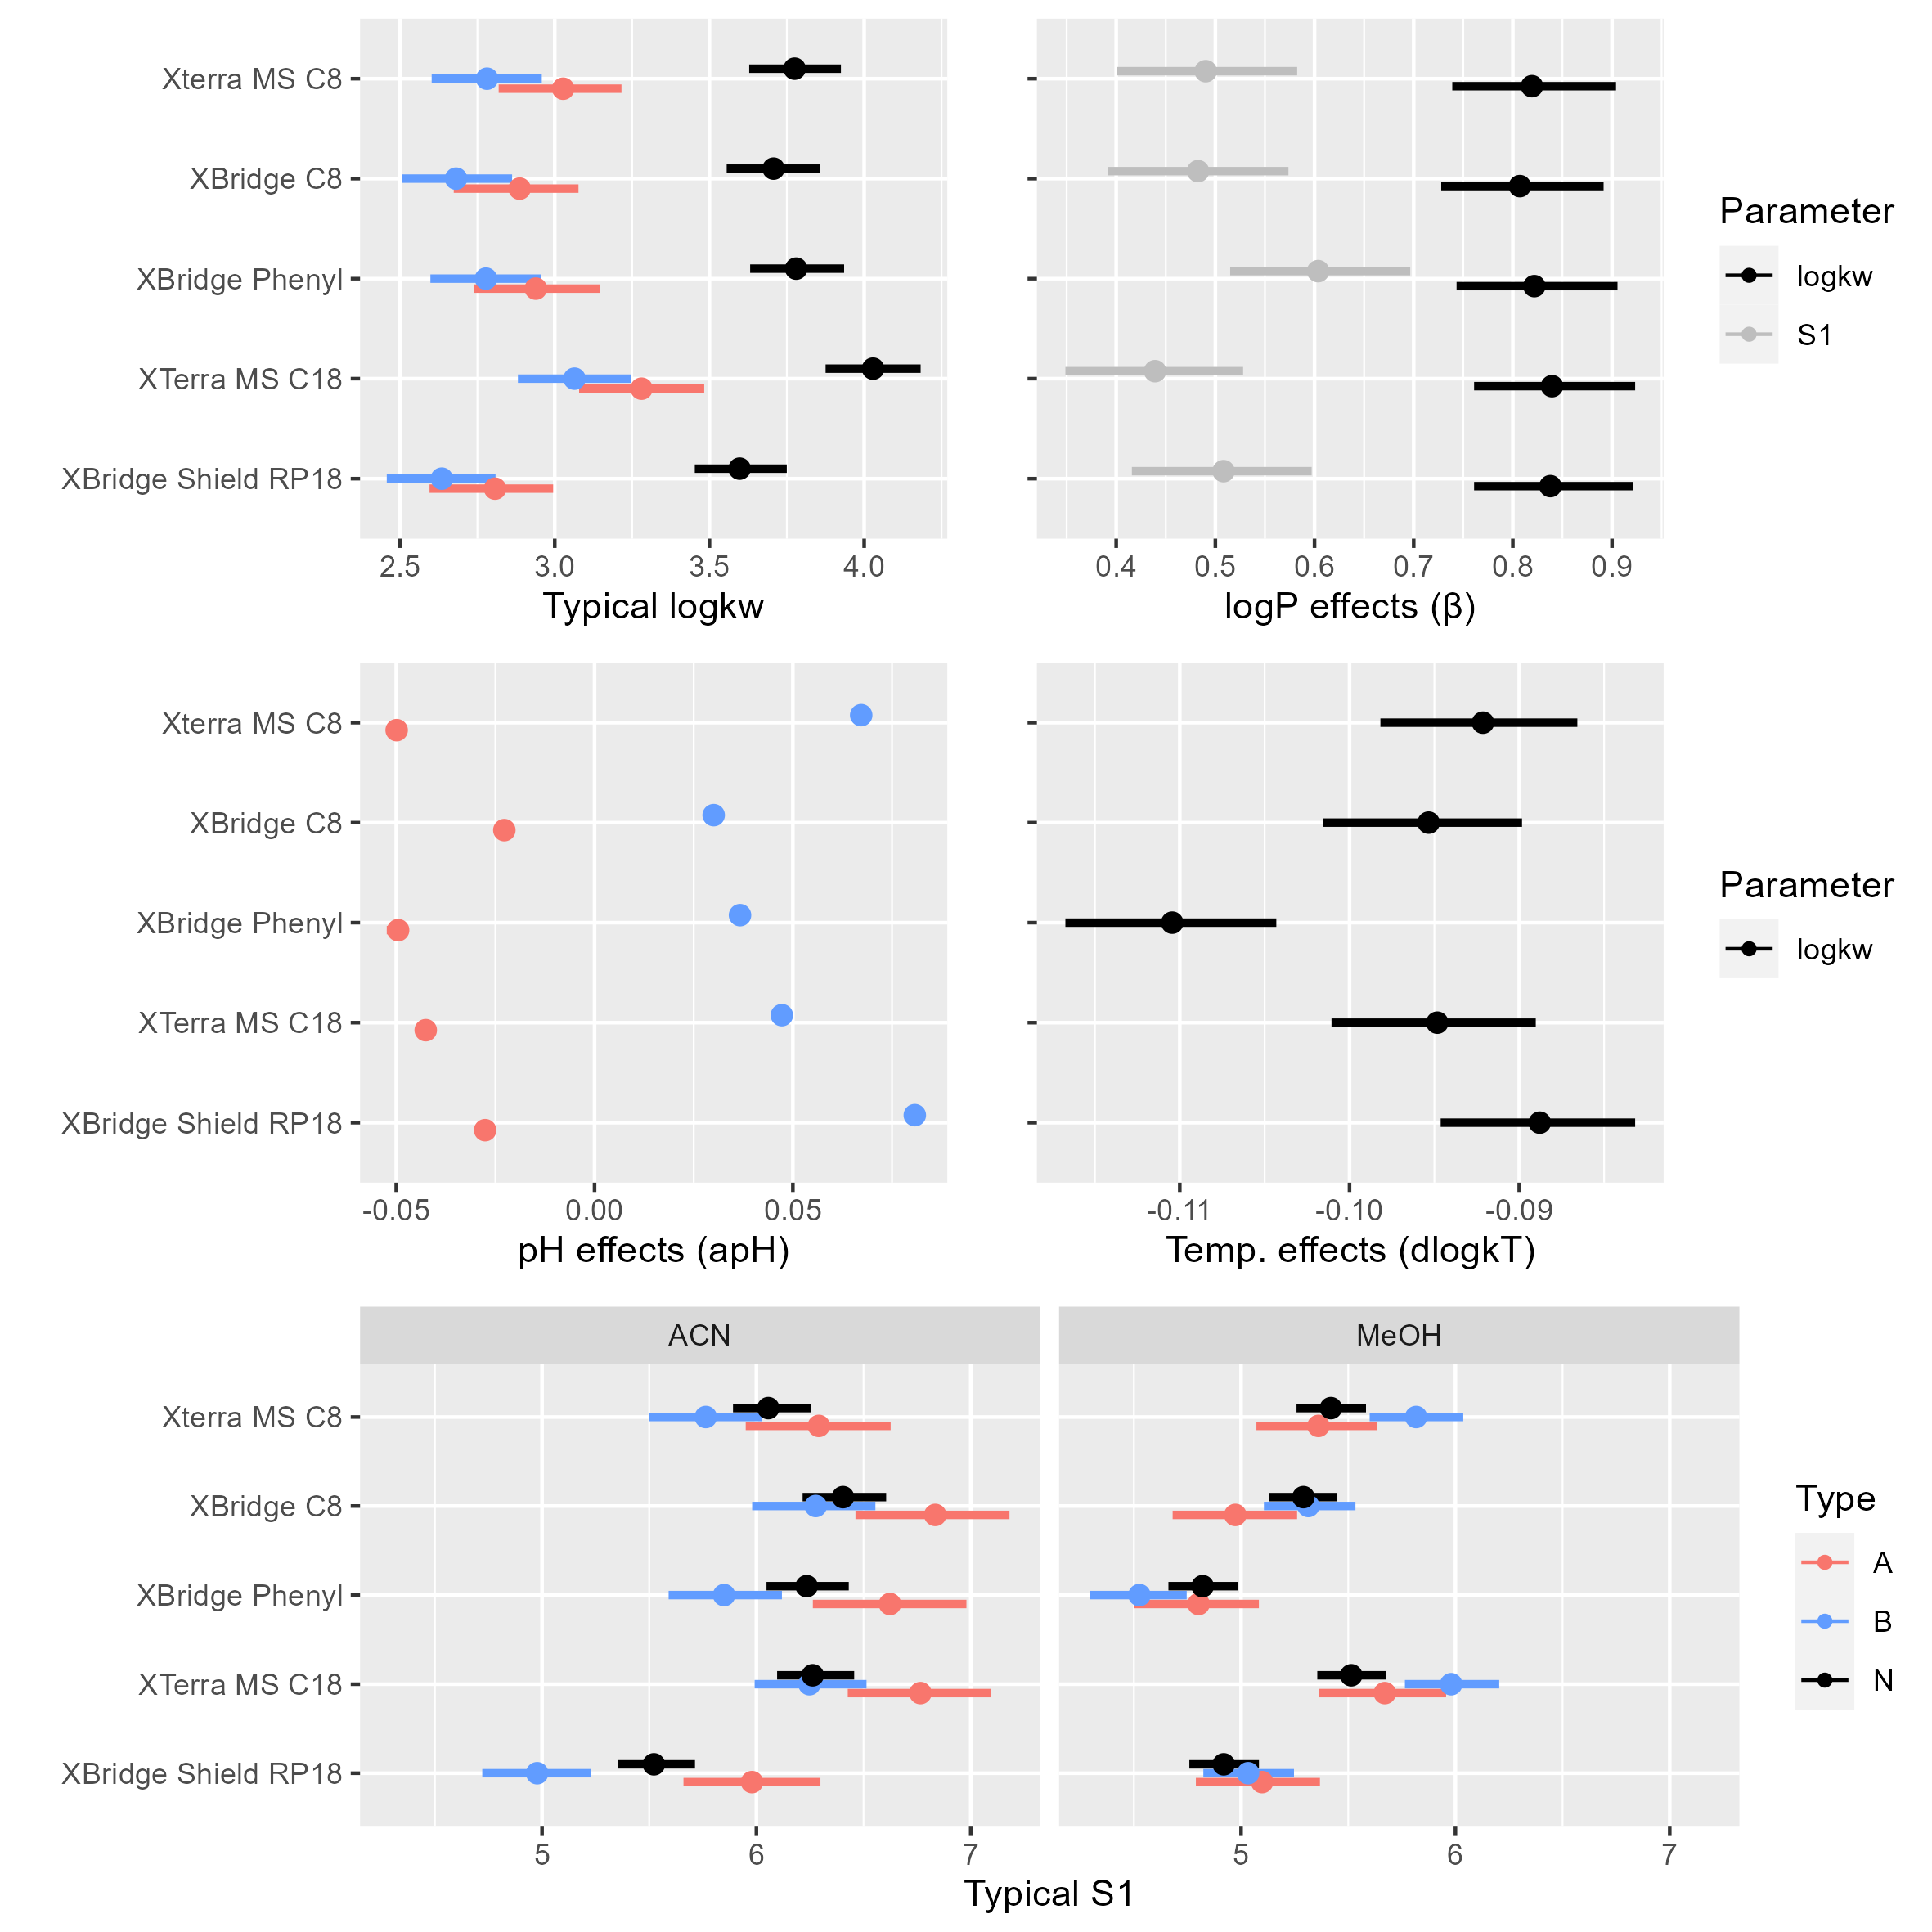 Xterra MS C8
XBridge C8
XBridge Phenyl
XTerra MS C18
XBridge Shield RP18
2.5 3.0 3.5 4.0
Typical logkw
0.4 0.5 0.6 0.7 0.8 0.9
logP effects (β)
Parameter
logkw
S1
Xterra MS C8
XBridge C8
XBridge Phenyl
XTerra MS C18
XBridge Shield RP18
-0.05 0.00 0.05
pH effects (apH)
-0.11 -0.10 -0.09
Temp. effects (dlogkT)
Parameter
logkw
ACN
MeOH
Xterra MS C8
XBridge C8
XBridge Phenyl
XTerra MS C18
XBridge Shield RP18
5 6 7
5 6 7
Typical S1
Type
A
B
N